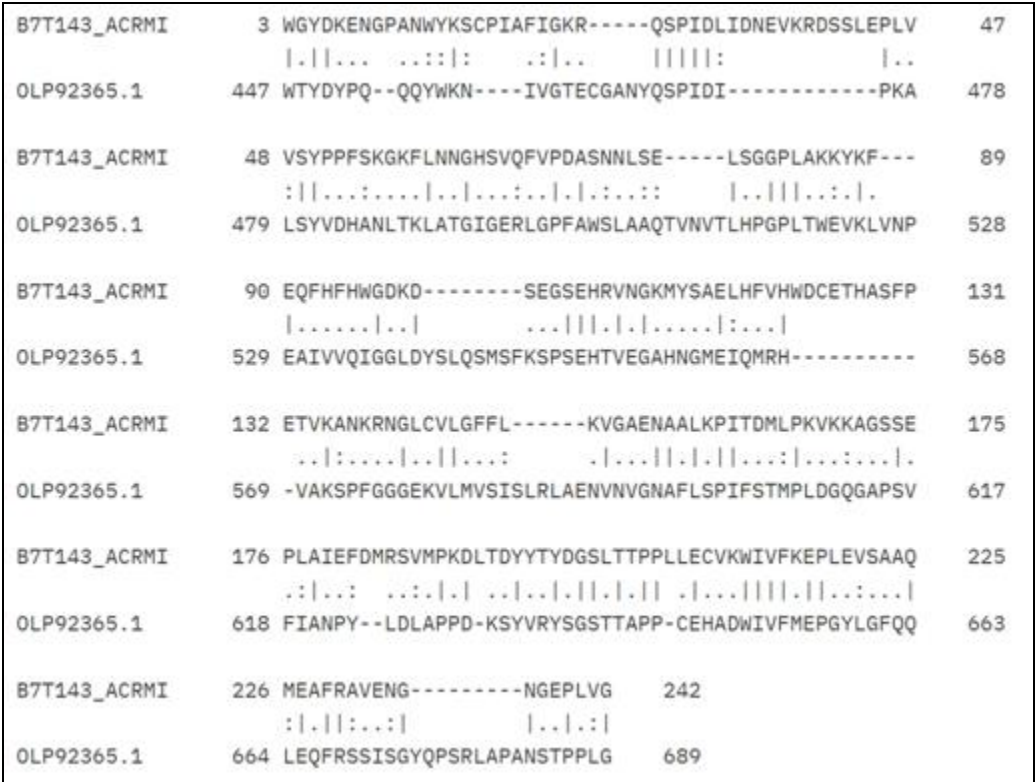 B7T143_ACRMI 3 WGYDKENGPANWYKSCPIAFIGKR-----QSPIDLIDNEVKRDSSLEPLV 47
|.||... ..::|: .:|.. |||||: |..
OLP92365.1 447 WTYDYPQ--QQYWKN----IVGTECGANYQSPIDI------------PKA 478
B7T143_ACRMI 48 VSYPPFSKGKFLNNGHSVQFVPDASNNLSE-----LSGGPLAKKYKF--- 89
:||...:....|..|...:..|.|.:..:: |..|||..:.|.
OLP92365.1 479 LSYVDHANLTKLATGIGERLGPFAWSLAAQTVNVTLHPGPLTWEVKLVNP 528
B7T143_ACRMI 90 EQFHFHWGDKD--------SEGSEHRVNGKMYSAELHFVHWDCETHASFP 131
|......|..| ...|||.|.|.....|:...|
OLP92365.1 529 EAIVVQIGGLDYSLQSMSFKSPSEHTVEGAHNGMEIQMRH---------- 568
B7T143_ACRMI 132 ETVKANKRNGLCVLGFFL------KVGAENAALKPITDMLPKVKKAGSSE 175
..|:....|..||...: .|...||.|.||...:|...:...|.
OLP92365.1 569 -VAKSPFGGGEKVLMVSISLRLAENVNVGNAFLSPIFSTMPLDGQGAPSV 617
B7T143_ACRMI 176 PLAIEFDMRSVMPKDLTDYYTYDGSLTTPPLLECVKWIVFKEPLEVSAAQ 225
.:|..: ..:.|.| ..|..|.||.|.|| .|...||||.||..:...|
OLP92365.1 618 FIANPY--LDLAPPD-KSYVRYSGSTTAPP-CEHADWIVFMEPGYLGFQQ 663
B7T143_ACRMI 226 MEAFRAVENG---------NGEPLVG 242
:|.||:..:| |..|.:|
OLP92365.1 664 LEQFRSSISGYQPSRLAPANSTPPLG 689